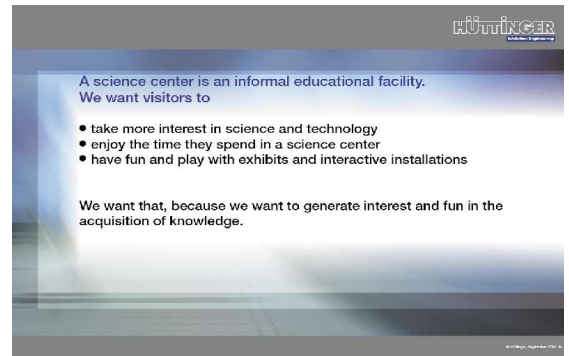 HÜTTINGER
Exhibition Engineering
A science center is an informal educational facility.
We want visitors to
● take more interest in science and technology
● enjoy the time they spend in a science center
● have fun and play with exhibits and interactive installations
We want that, because we want to generate interest and fun in the
acquisition of knowledge.